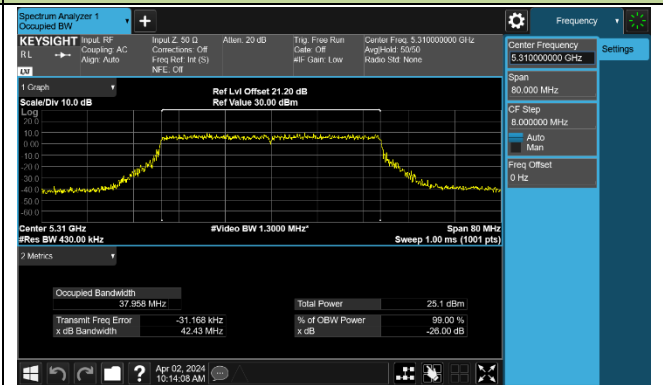 Spectrum Analyzer 1
Occupied BW
Frequency
KEYSIGHT
RL
LXI
Input: RF
Coupling: AC
Align: Auto
Input Z: 50 Ω
Corrections: Off
Freq Ref: Int (S)
NFE: Off
Atten: 20 dB
Trig: Free Run
Gate: Off
#IF Gain: Low
Center Freq: 5.310000000 GHz
Avg|Hold: 50/50
Radio Std: None
Center Frequency
5.310000000 GHz
Settings
Span
80.000 MHz
CF Step
8.000000 MHz
Auto
Man
Freq Offset
0 Hz
1 Graph
Scale/Div 10.0 dB
Ref Lvl Offset 21.20 dB
Ref Value 30.00 dBm
Log
20.0
10.0
0.00
-10.0
-20.0
-30.0
-40.0
-50.0
-60.0
Center 5.31 GHz
#Video BW 1.3000 MHz*
Span 80 MHz
#Res BW 430.00 kHz
Sweep 1.00 ms (1001 pts)
2 Metrics
Occupied Bandwidth
37.958 MHz
Total Power
25.1 dBm
Transmit Freq Error
-31.168 kHz
% of OBW Power
99.00 %
x dB Bandwidth
42.43 MHz
x dB
-26.00 dB
?
Apr 02, 2024
10:14:08 AM